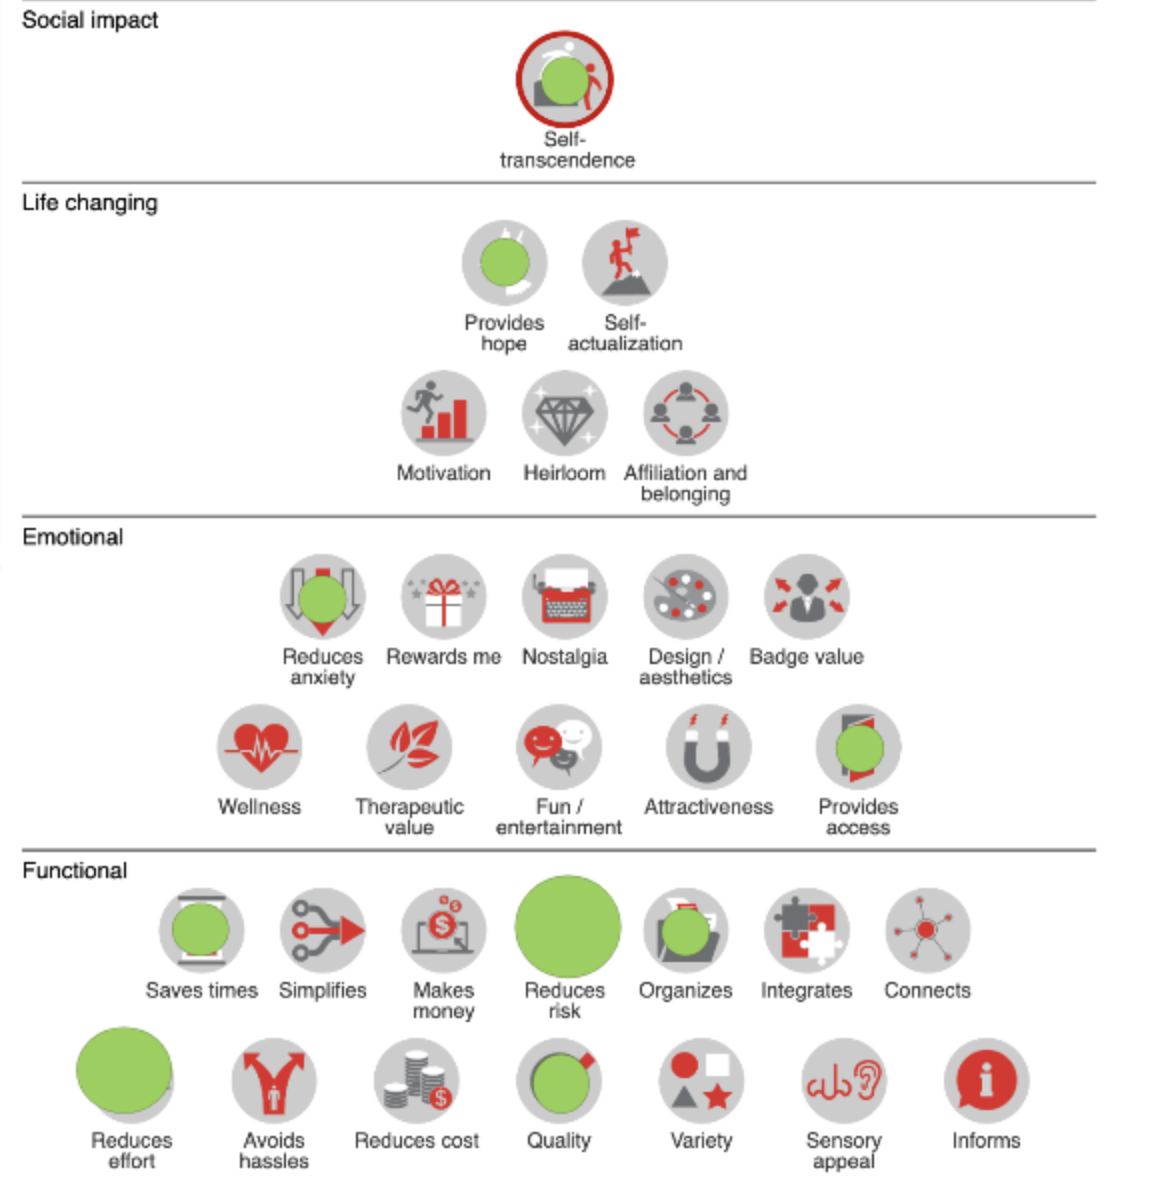 Social impact
Self-
transcendence
Life changing
Provides
hope
Self-
actualization
Motivation
Heirloom
Affiliation and
belonging
Emotional
Reduces
anxiety
Rewards me
Nostalgia
Design /
aesthetics
Badge value
Wellness
Therapeutic
value
Fun /
entertainment
Attractiveness
Provides
access
Functional
Saves times
Simplifies
$ $
$
Makes
money
Reduces
risk
Organizes
Integrates
Connects
Reduces
effort
Avoids
hassles
$
Reduces cost
Quality
Variety
Sensory
appeal
i
Informs